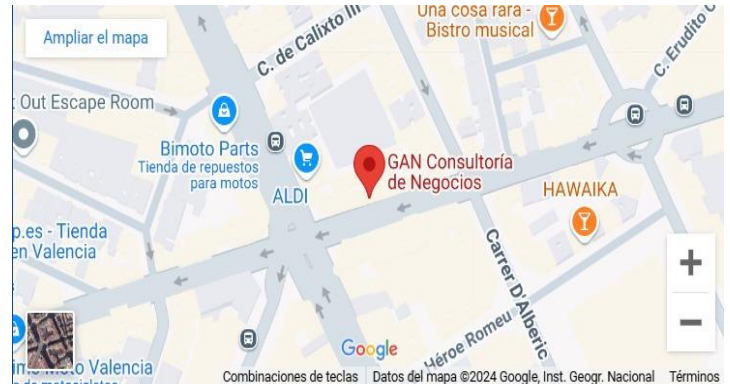 Ampliar el mapa
Una cosa rara -
Bistro musical
C. de Calixto III
C. Erudito
Out Escape Room
Bimoto Parts
Tienda de repuestos
para motos
ALDI
GAN Consultoría
de Negocios
HAWAIKA
p.es - Tienda
en Valencia
Carrer D'Alberic
Héroe Romeu
Moto Valencia
Google
Combinaciones de teclas
Datos del mapa ©2024 Google, Inst. Geogr. Nacional
Términos